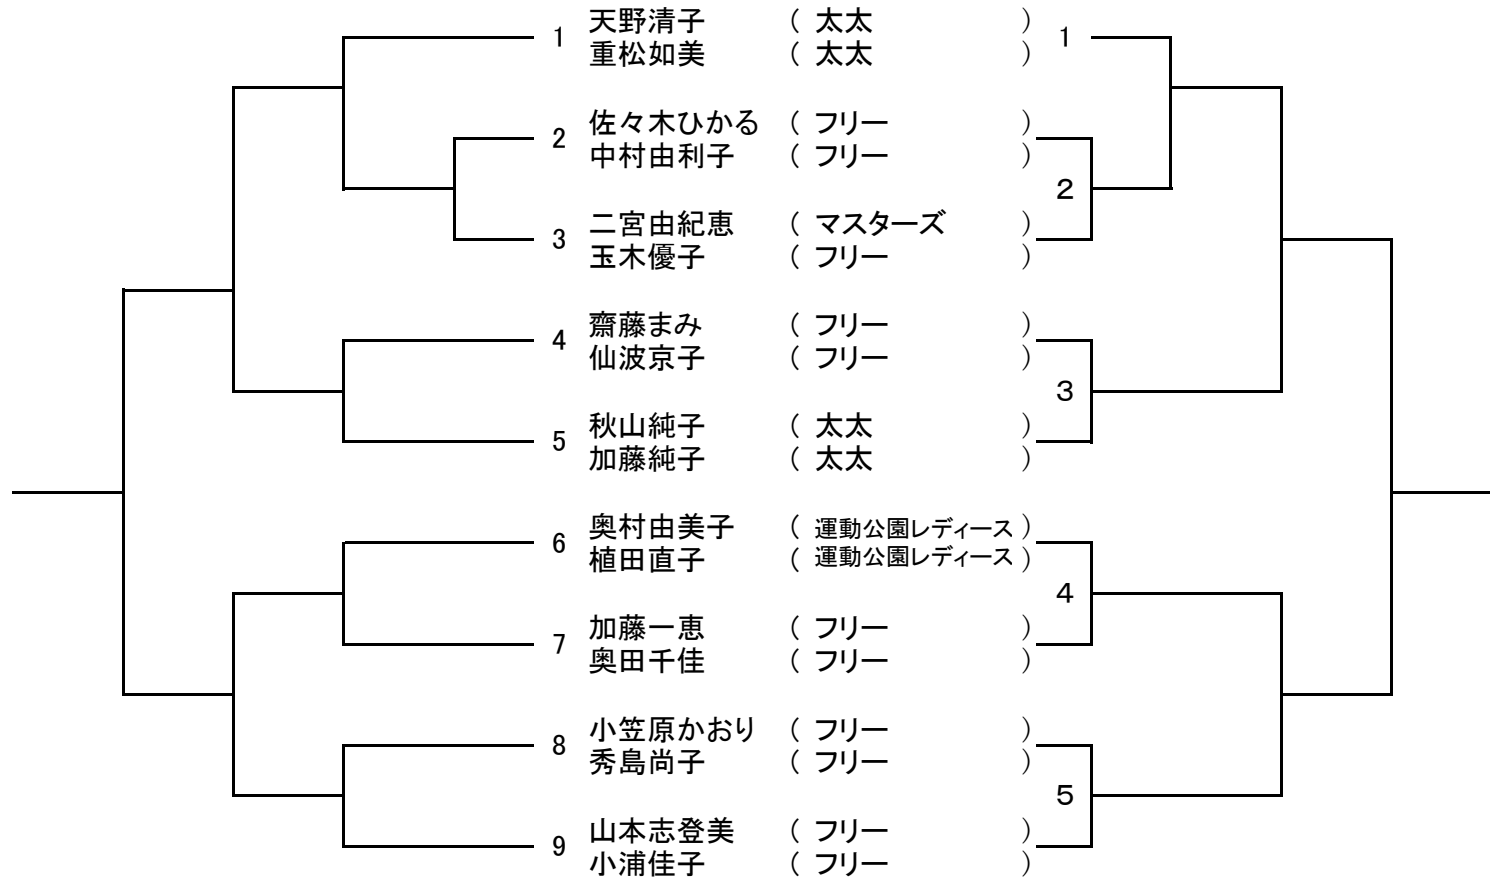 1 天野清子 ( 太太 ) 1
重松如美 ( 太太 )
2 佐々木ひかる ( フリー )
中村由利子 ( フリー )
2
3 二宮由紀恵 ( マスターズ )
玉木優子 ( フリー )
4 齋藤まみ ( フリー )
仙波京子 ( フリー )
3
5 秋山純子 ( 太太 )
加藤純子 ( 太太 )
6 奥村由美子 ( 運動公園レディース )
植田直子 ( 運動公園レディース )
4
7 加藤一恵 ( フリー )
奥田千佳 ( フリー )
8 小笠原かおり ( フリー )
秀島尚子 ( フリー )
5
9 山本志登美 ( フリー )
小浦佳子 ( フリー )